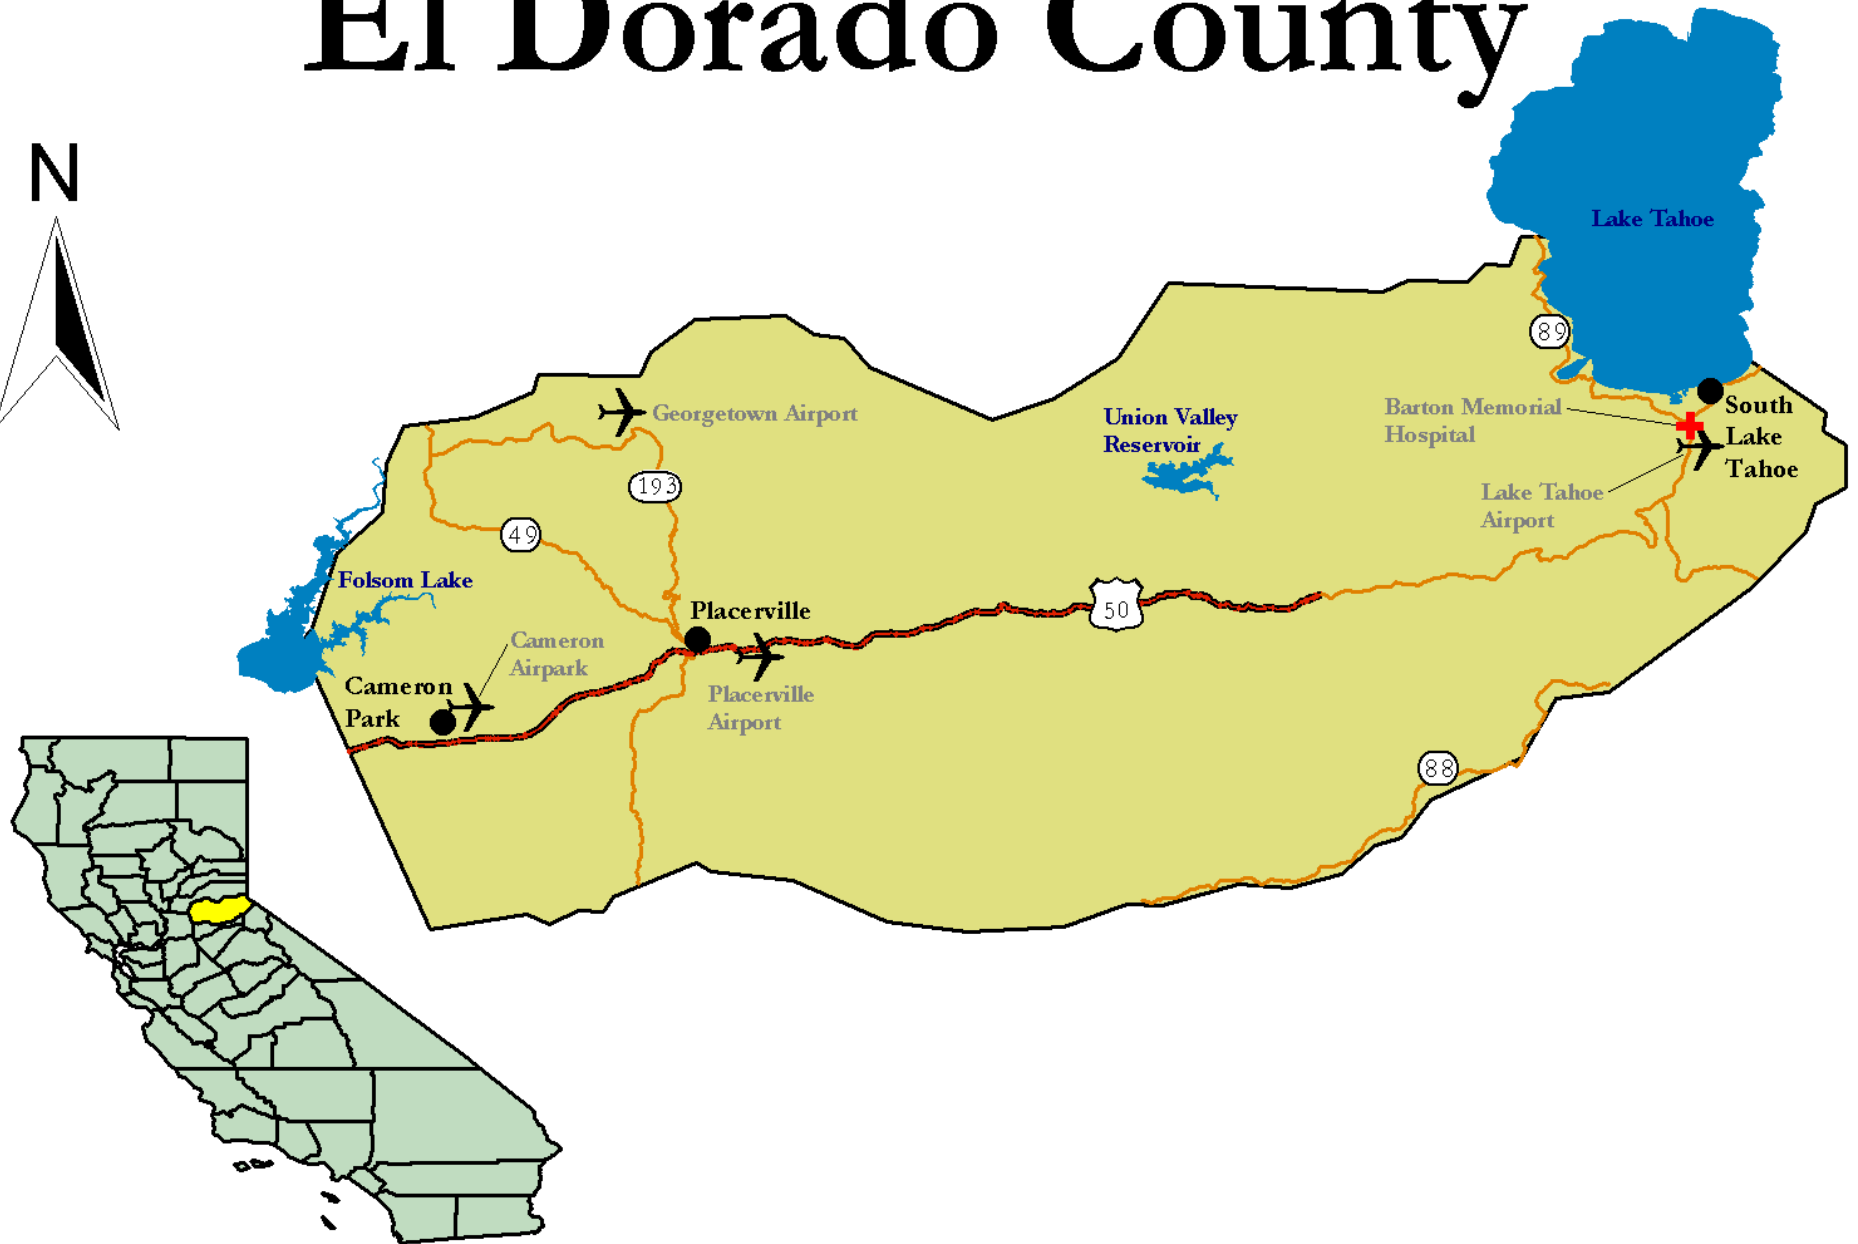 El Dorado County
N
Lake Tahoe
89
Georgetown Airport
Union Valley
Reservoir
Barton Memorial
Hospital
South
Lake
Tahoe
193
Lake Tahoe
Airport
49
Folsom Lake
Placerville
50
Cameron
Airpark
Cameron
Park
Placerville
Airport
88